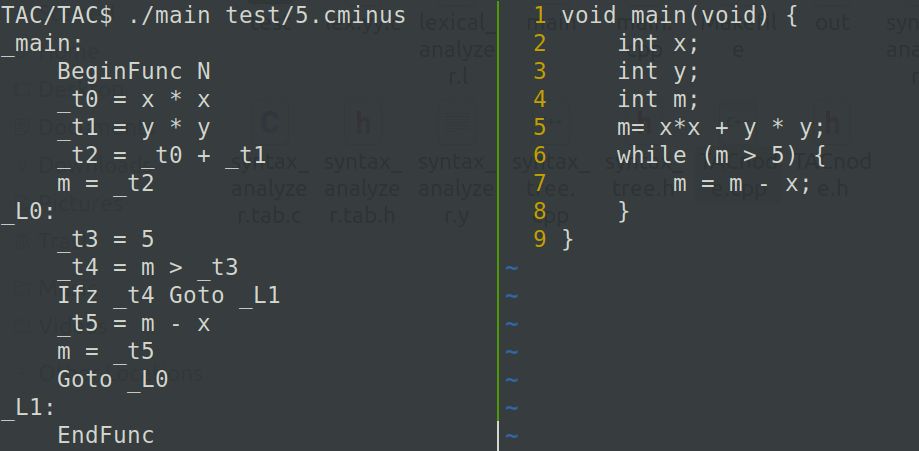 TAC/TAC$ ./main test/5.cminus
_main:
    BeginFunc N
    _t0 = x * x
    _t1 = y * y
    _t2 = _t0 + _t1
    m = _t2
_L0:
    _t3 = 5
    _t4 = m > _t3
    Ifz _t4 Goto _L1
    _t5 = m - x
    m = _t5
    Goto _L0
_L1:
    EndFunc
1 void main(void) {
2     int x;
3     int y;
4     int m;
5     m= x*x + y * y;
6     while (m > 5) {
7         m = m - x;
8     }
9 }
~
~
~
~
~
~
~